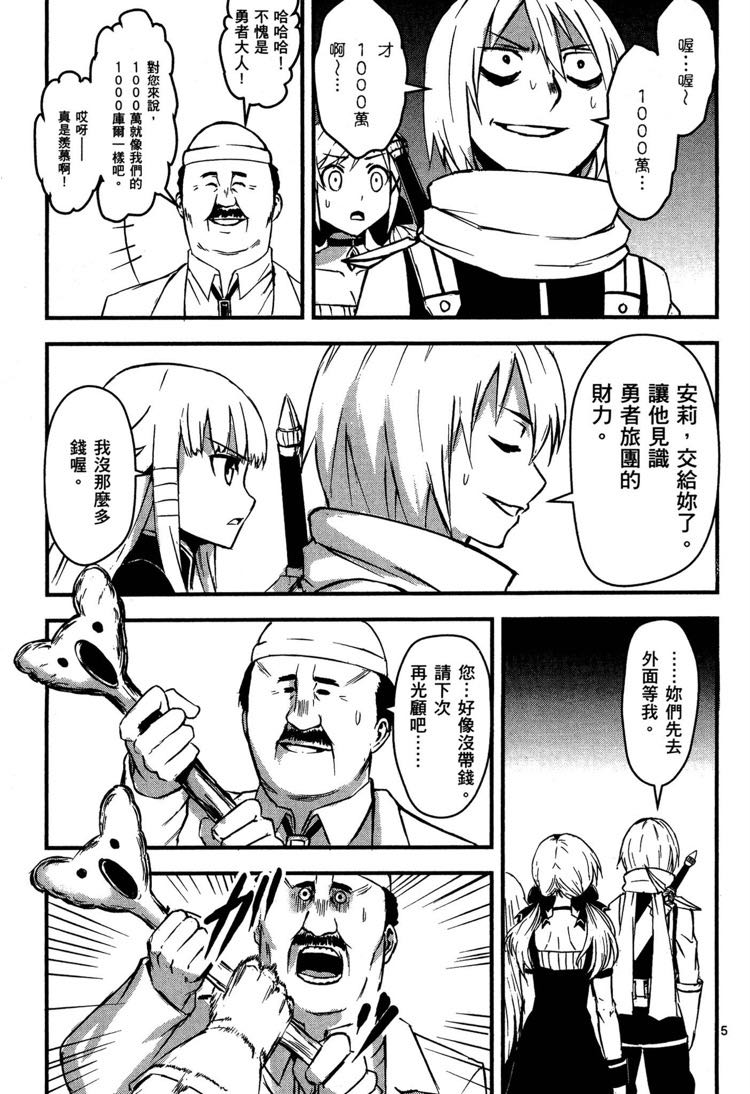 喔…喔~
1000萬…
才
1000萬
啊~…
哈哈哈!
不愧是
勇者大人!
對您來說,
1000萬就像我們的
1000庫爾一樣吧。
哎呀——
真是羨慕啊!
安莉,交給妳了。
讓他見識
勇者旅團的
財力。
我沒那麼多
錢喔。
……妳們先去
外面等我。
您…好像沒帶錢。
請下次
再光顧吧……
ガガ
5